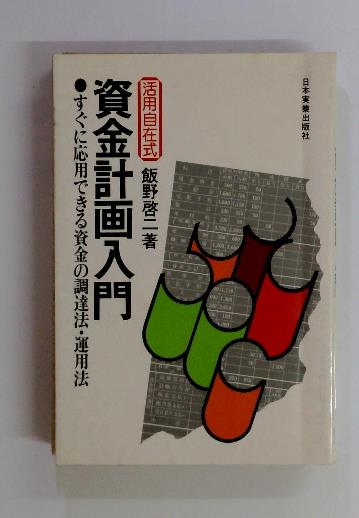 日本実業出版社
活用自在式
飯野啓二著
資金計画入門
●すぐに応用できる資金の調達法・運用法